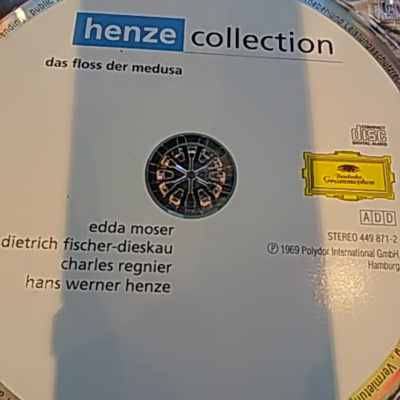 henze collection
das floss der medusa
COMPACT
disc
DIGITAL AUDIO
Deutsche
Grammophon
ADD
STEREO 449 871-2
Ⓟ 1969 Polydor International GmbH,
Hamburg
edda moser
dietrich fischer-dieskau
charles regnier
hans werner henze
public